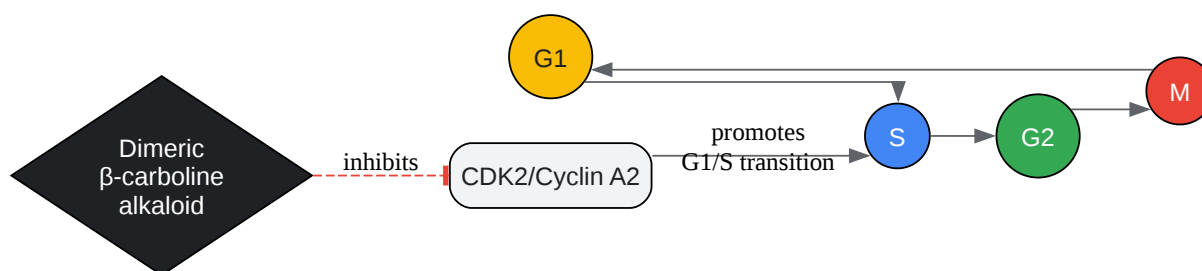 Dimeric
β-carboline
alkaloid
inhibits
CDK2/Cyclin A2
promotes
G1/S transition
G1
S
G2
M